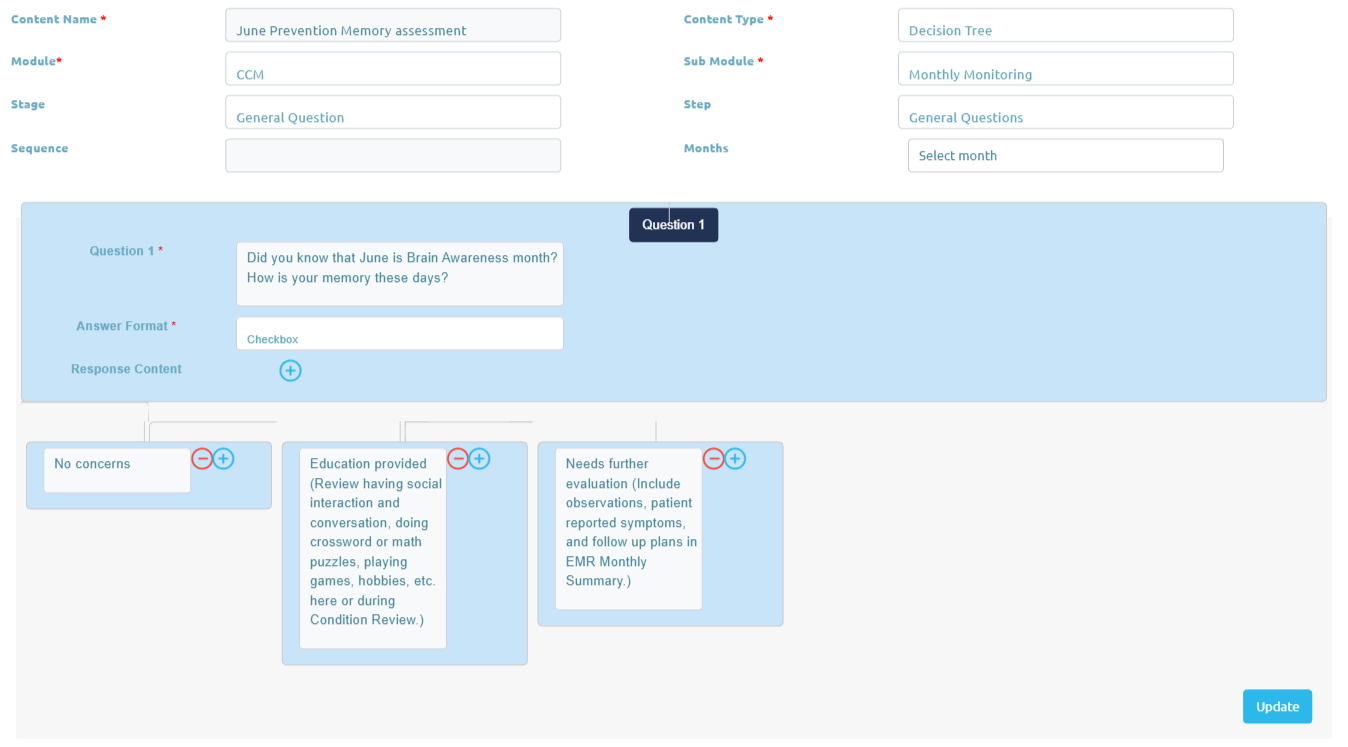 Content Name *
June Prevention Memory assessment
Content Type *
Decision Tree
Module*
CCM
Sub Module *
Monthly Monitoring
Stage
General Question
Step
General Questions
Sequence
Months
Select month
Question 1
Question 1 *
Did you know that June is Brain Awareness month?
How is your memory these days?
Answer Format *
Checkbox
Response Content
No concerns
Education provided
(Review having social
interaction and
conversation, doing
crossword or math
puzzles, playing
games, hobbies, etc.
here or during
Condition Review.)
Needs further
evaluation (Include
observations, patient
reported symptoms,
and follow up plans in
EMR Monthly
Summary.)
Update